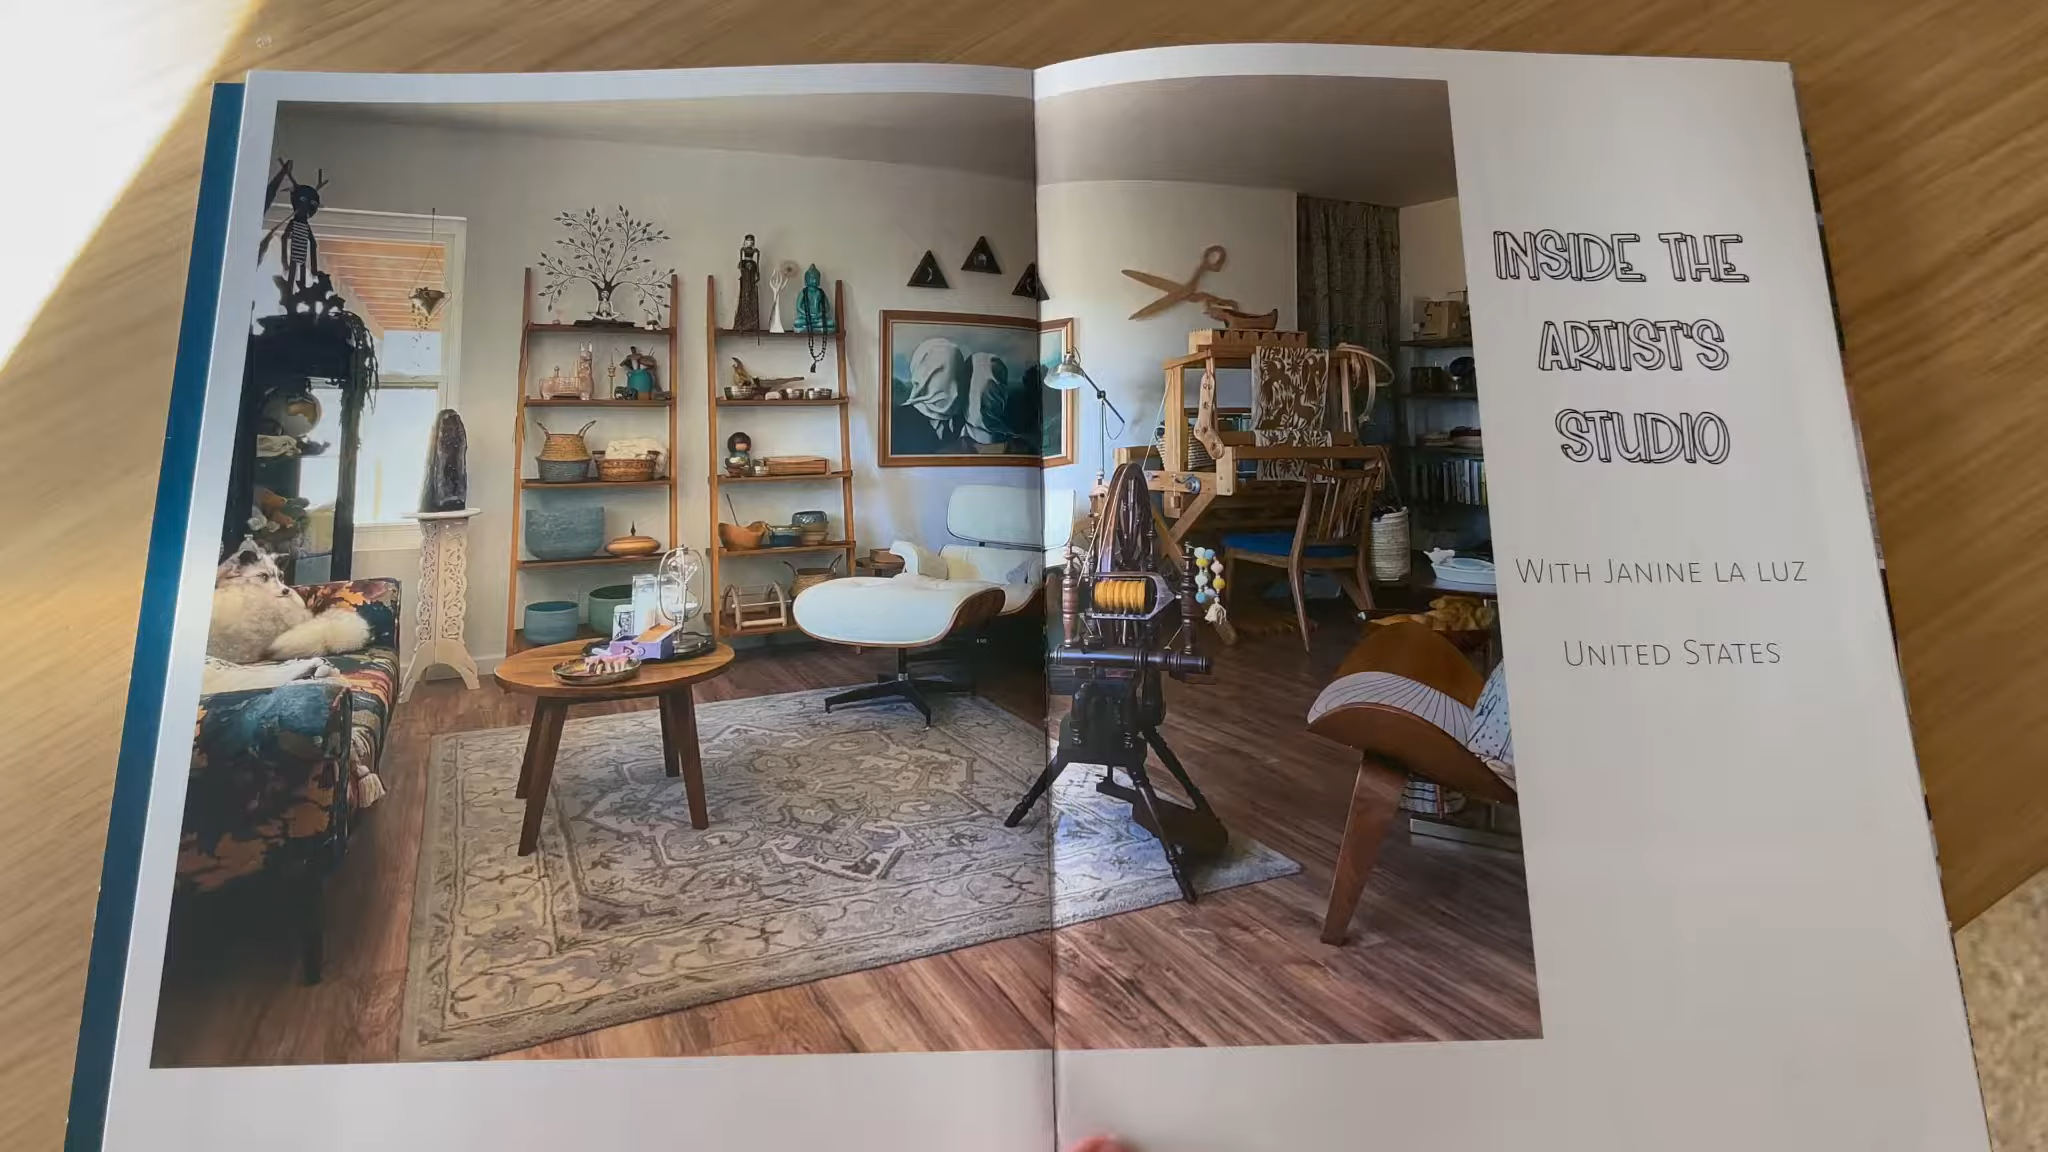 INSIDE THE
ARTIST'S
STUDIO
WITH JANINE LA LUZ
UNITED STATES